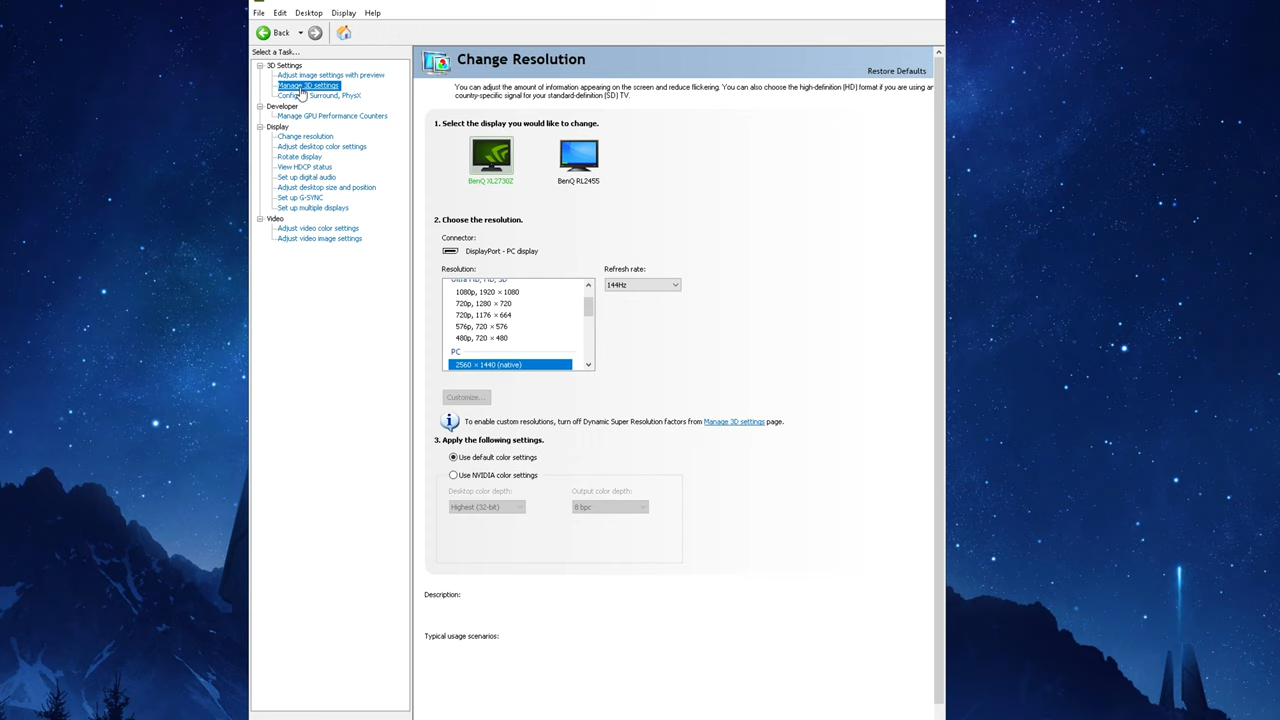 File Edit Desktop Display Help
Back
Select a Task...
3D Settings
Adjust image settings with preview
Manage 3D settings
Surround, PhysX
Developer
Manage GPU Performance Counters
Display
Change resolution
Adjust desktop color settings
Rotate display
View HDCP status
Set up digital audio
Adjust desktop size and position
Set up G-SYNC
Set up multiple displays
Video
Adjust video color settings
Adjust video image settings
Change Resolution
Restore Defaults
You can adjust the amount of information appearing on the screen and reduce flickering. You can also choose the high-definition (HD) format if you are using an
country-specific signal for your standard-definition (SD) TV.
1. Select the display you would like to change.
BenQ XL2730Z
BenQ RL2455
2. Choose the resolution.
Connector:
DisplayPort - PC display
Resolution:
Refresh rate:
Ultra HD, HD, SD
144Hz
1080p, 1920 × 1080
720p, 1280 × 720
720p, 1176 × 664
576p, 720 × 576
480p, 720 × 480
PC
2560 × 1440 (native)
Customize...
To enable custom resolutions, turn off Dynamic Super Resolution factors from Manage 3D settings page.
3. Apply the following settings.
Use default color settings
Use NVIDIA color settings
Desktop color depth:
Output color depth:
Highest (32-bit)
8 bpc
Description:
Typical usage scenarios: